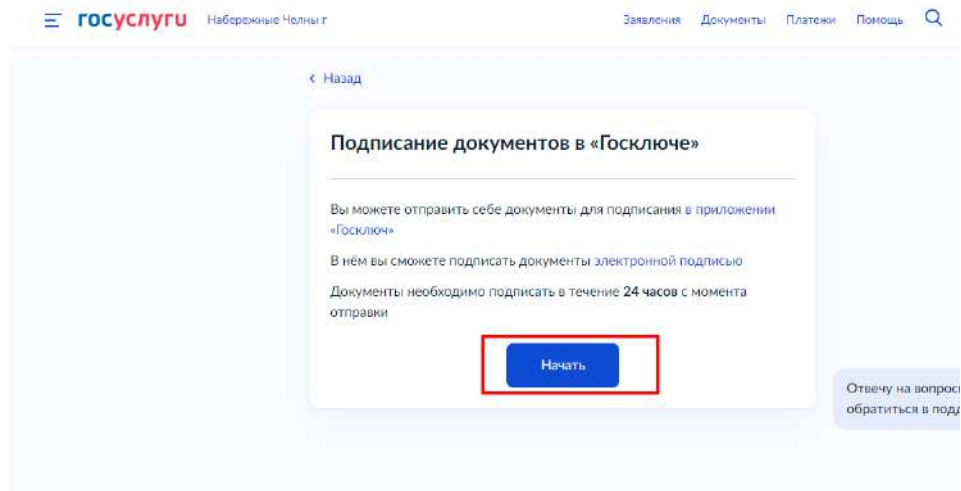 госуслуги Набережные Челны г Заявления Документы Платежи Помощь
Назад
Подписание документов в «Госключе»
Вы можете отправить себе документы для подписания в приложении
«Госключ»
В нём вы сможете подписать документы электронной подписью
Документы необходимо подписать в течение 24 часов с момента
отправки
Начать
Отвечу на
обратиться в